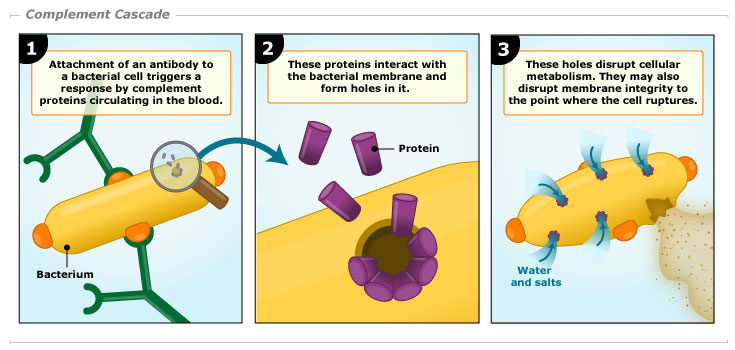 Complement Cascade
1
Attachment of an antibody to
a bacterial cell triggers a
response by complement
proteins circulating in the blood.
Bacterium
2
These proteins interact with
the bacterial membrane and
form holes in it.
Protein
3
These holes disrupt cellular
metabolism. They may also
disrupt membrane integrity to
the point where the cell ruptures.
Water
and salts